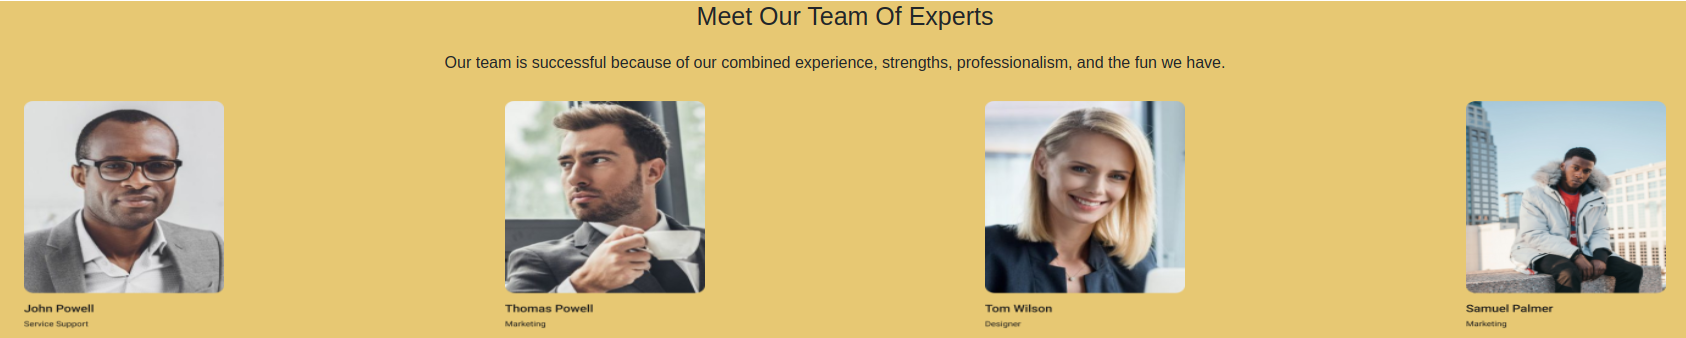 Meet Our Team Of Experts
Our team is successful because of our combined experience, strengths, professionalism, and the fun we have.
John Powell
Service Support
Thomas Powell
Marketing
Tom Wilson
Designer
Samuel Palmer
Marketing